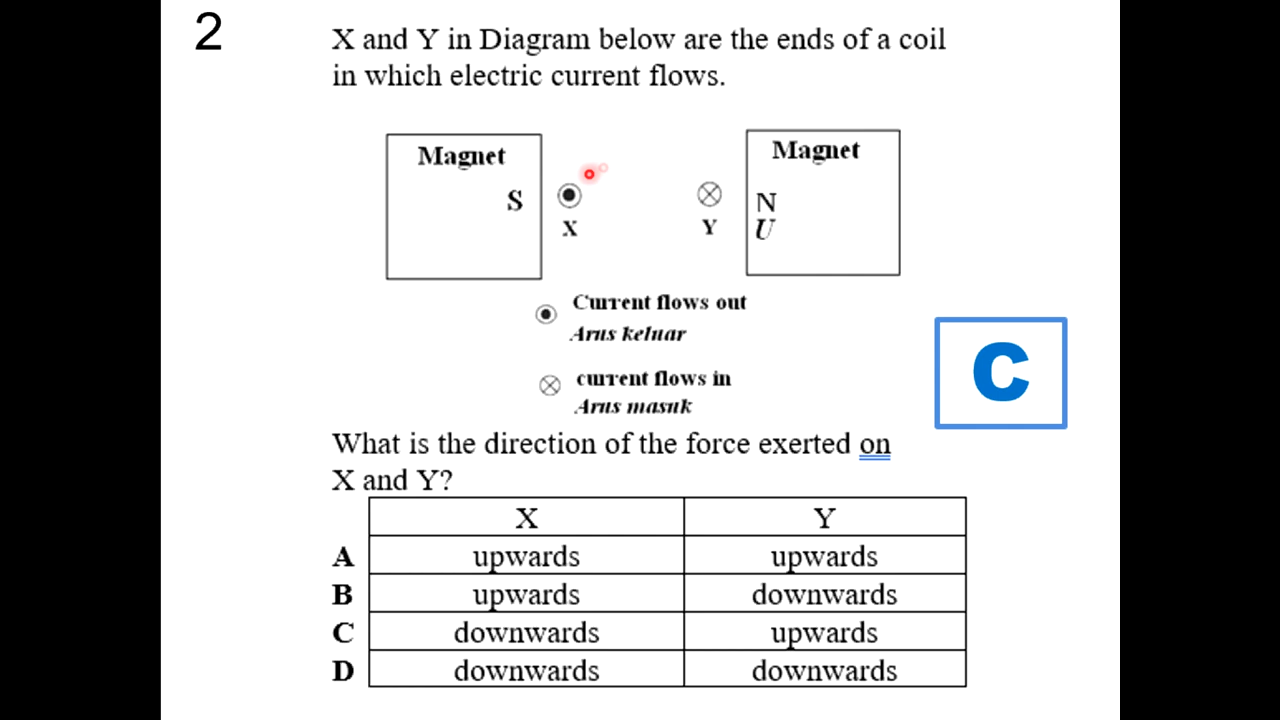 2
X and Y in Diagram below are the ends of a coil
in which electric current flows.
Magnet
Magnet
S
N
X
Y
U
Current flows out
Arus keluar
current flows in
Arus masuk
C
What is the direction of the force exerted on
X and Y?
X Y
A upwards upwards
B upwards downwards
C downwards upwards
D downwards downwards